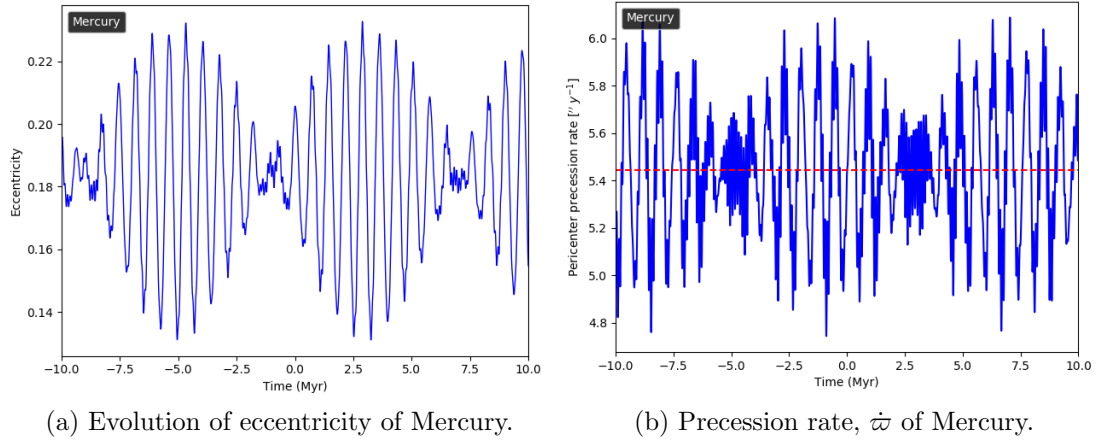 Mercury
Eccentricity
0.22
0.20
0.18
0.16
0.14
−10.0 −7.5 −5.0 −2.5 0.0 2.5 5.0 7.5 10.0
Time (Myr)
(a) Evolution of eccentricity of Mercury.
Mercury
Pericenter precession rate [″ y⁻¹]
6.0
5.8
5.6
5.4
5.2
5.0
4.8
−10.0 −7.5 −5.0 −2.5 0.0 2.5 5.0 7.5 10.0
Time (Myr)
(b) Precession rate, ϖ̇ of Mercury.